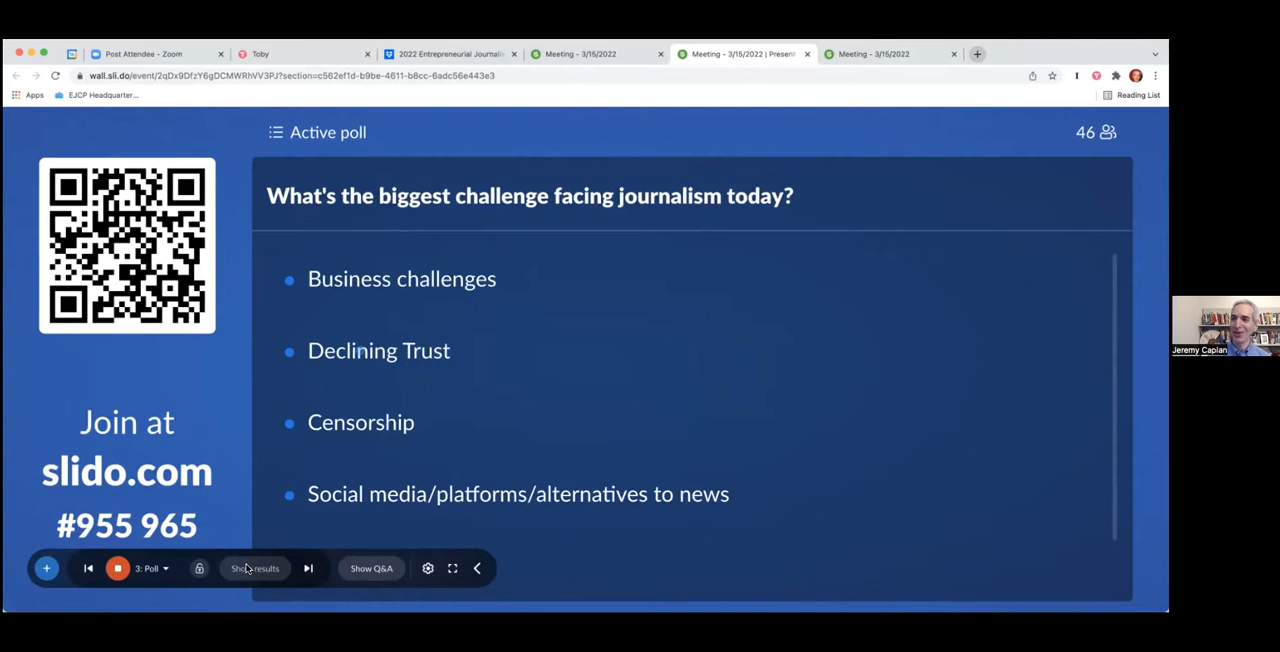 Post Attendee - Zoom
Toby
2022 Entrepreneurial Journali
Meeting - 3/15/2022
Meeting - 3/15/2022 | Present
Meeting - 3/15/2022
wall.sli.do/event/2qDx9DfzY6gDCMWRhVV3PJ?section=c562ef1d-b9be-4611-b8cc-6adc56e443e3
Apps
EJCP Headquarter...
Reading List
Active poll
46
What's the biggest challenge facing journalism today?
Business challenges
Declining Trust
Censorship
Social media/platforms/alternatives to news
Join at
slido.com
#955 965
3: Poll
Show results
Show Q&A
Jeremy Caplan